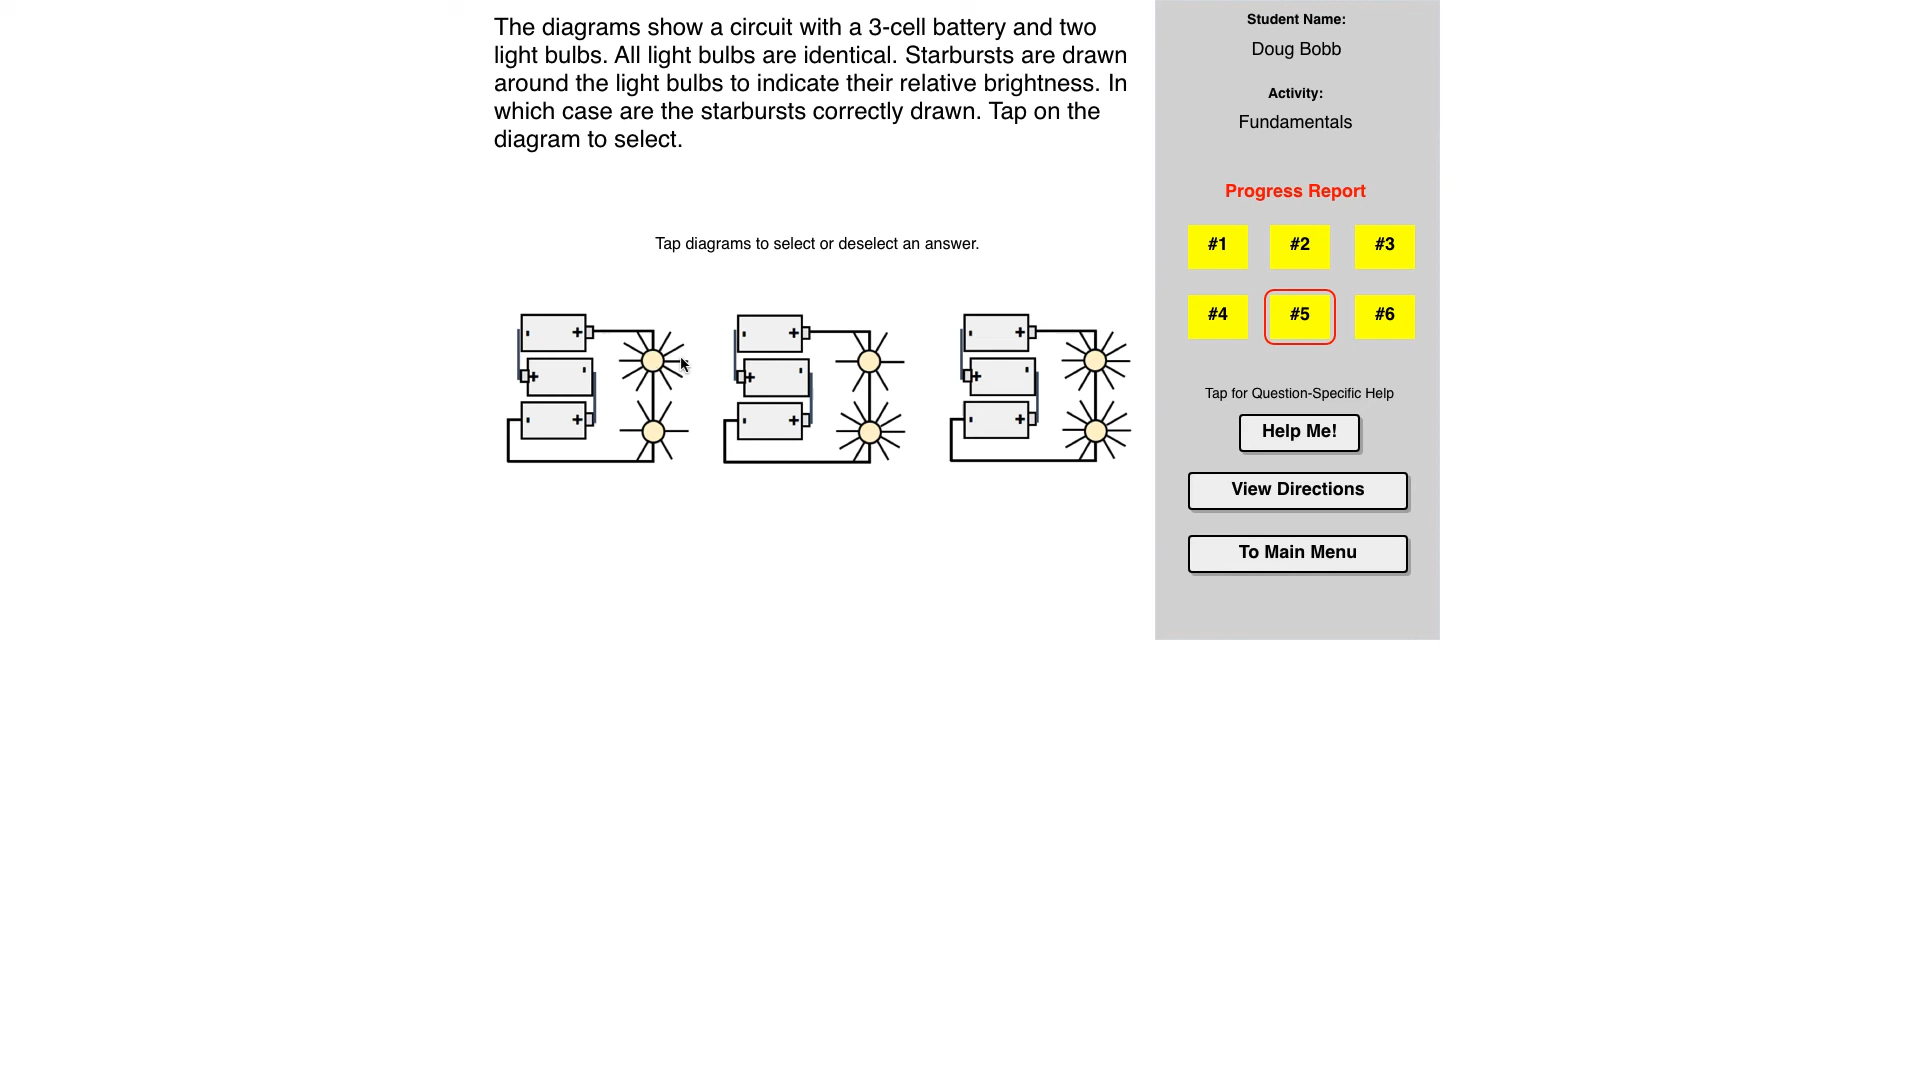 The diagrams show a circuit with a 3-cell battery and two
light bulbs. All light bulbs are identical. Starbursts are drawn
around the light bulbs to indicate their relative brightness. In
which case are the starbursts correctly drawn. Tap on the
diagram to select.
Tap diagrams to select or deselect an answer.
- + - + - +
+ - + - + -
- + - + - +
Student Name:
Doug Bobb
Activity:
Fundamentals
Progress Report
#1 #2 #3
#4 #5 #6
Tap for Question-Specific Help
Help Me!
View Directions
To Main Menu